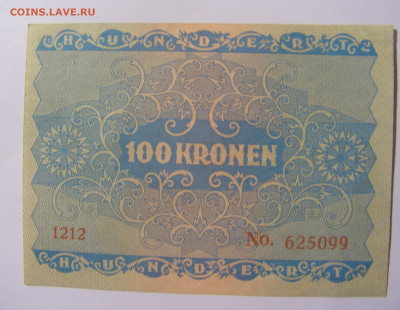 COINS.LAVE.RU
HUNDERT
100 KRONEN
1212
No. 625099
HUNDERT